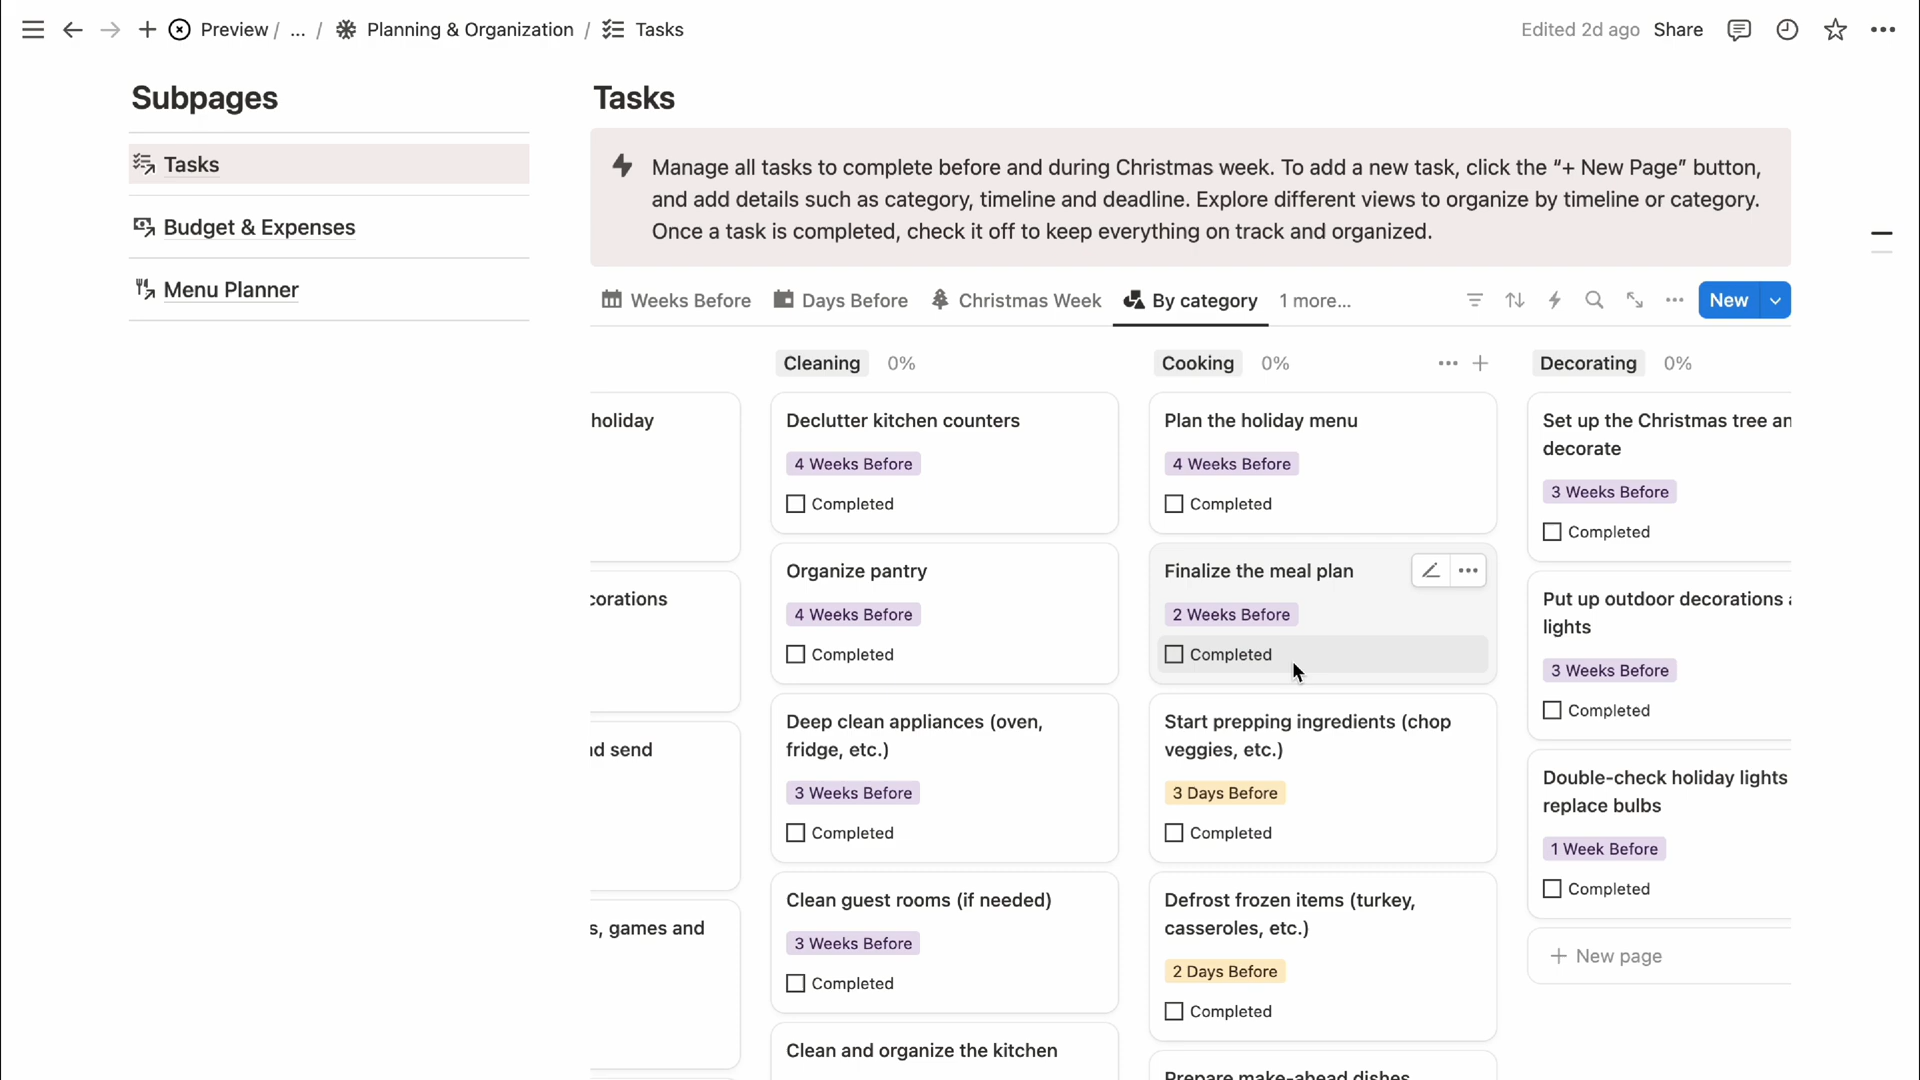 Preview / ... / Planning & Organization / Tasks
Edited 2d ago Share
Subpages
Tasks
Budget & Expenses
Menu Planner
Tasks
Manage all tasks to complete before and during Christmas week. To add a new task, click the “+ New Page” button,
and add details such as category, timeline and deadline. Explore different views to organize by timeline or category.
Once a task is completed, check it off to keep everything on track and organized.
Weeks Before Days Before Christmas Week By category 1 more... New
holiday
corations
nd send
s, games and
Cleaning 0%
Declutter kitchen counters
4 Weeks Before
Completed
Organize pantry
4 Weeks Before
Completed
Deep clean appliances (oven,
fridge, etc.)
3 Weeks Before
Completed
Clean guest rooms (if needed)
3 Weeks Before
Completed
Clean and organize the kitchen
Cooking 0%
Plan the holiday menu
4 Weeks Before
Completed
Finalize the meal plan
2 Weeks Before
Completed
Start prepping ingredients (chop
veggies, etc.)
3 Days Before
Completed
Defrost frozen items (turkey,
casseroles, etc.)
2 Days Before
Completed
Prepare make-ahead dishes
Decorating 0%
Set up the Christmas tree an
decorate
3 Weeks Before
Completed
Put up outdoor decorations
lights
3 Weeks Before
Completed
Double-check holiday lights
replace bulbs
1 Week Before
Completed
+ New page